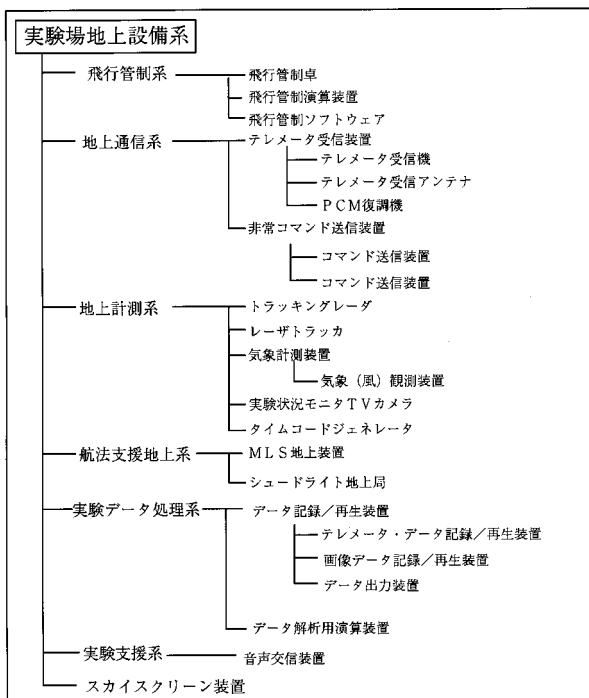 実験場地上設備系
飛行管制系
飛行管制卓
飛行管制演算装置
飛行管制ソフトウェア
地上通信系
テレメータ受信装置
テレメータ受信機
テレメータ受信アンテナ
ＰＣＭ復調機
非常コマンド送信装置
コマンド送信装置
コマンド送信装置
地上計測系
トラッキングレーダ
レーザトラッカ
気象計測装置
気象（風）観測装置
実験状況モニタＴＶカメラ
タイムコードジェネレータ
航法支援地上系
ＭＬＳ地上装置
シュードライト地上局
実験データ処理系
データ記録／再生装置
テレメータ・データ記録／再生装置
画像データ記録／再生装置
データ出力装置
データ解析用演算装置
実験支援系
音声交信装置
スカイスクリーン装置